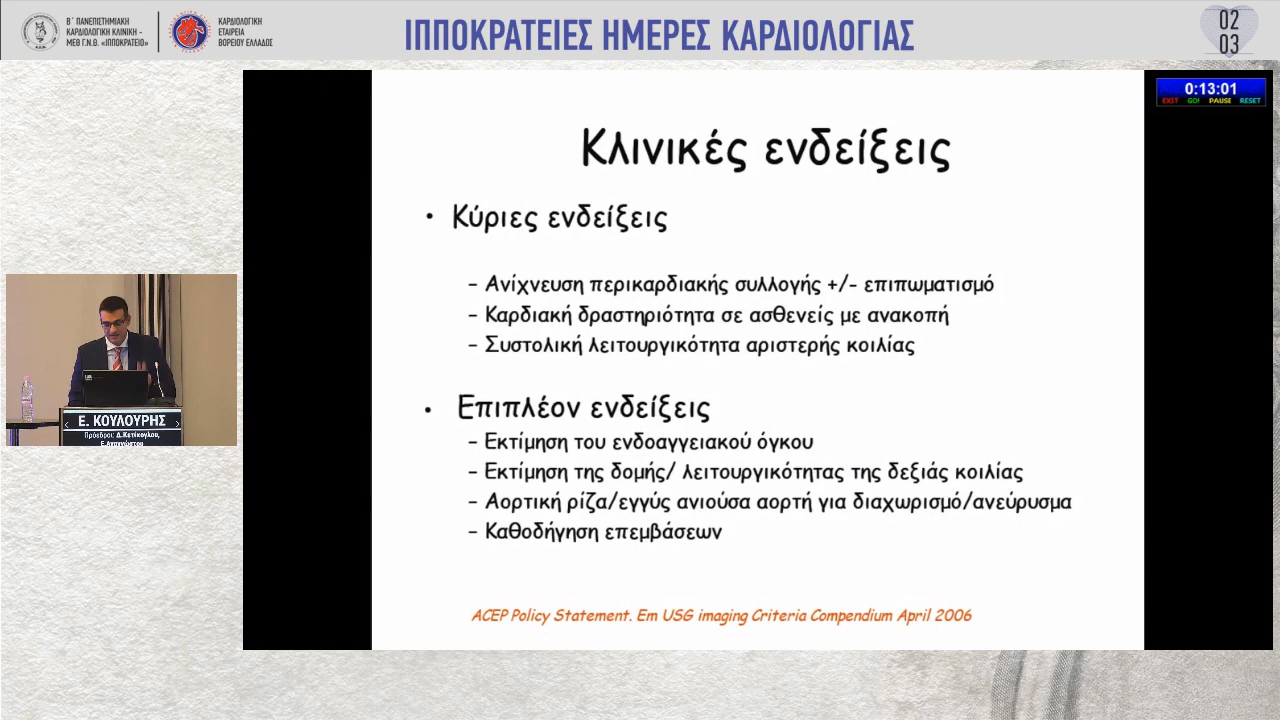 Β΄ ΠΑΝΕΠΙΣΤΗΜΙΑΚΗ
ΚΑΡΔΙΟΛΟΓΙΚΗ ΚΛΙΝΙΚΗ -
ΜΕΘ Γ.Ν.Θ. «ΙΠΠΟΚΡΑΤΕΙΟ»
ΚΑΡΔΙΟΛΟΓΙΚΗ
ΕΤΑΙΡΕΙΑ
ΒΟΡΕΙΟΥ ΕΛΛΑΔΟΣ
ΙΠΠΟΚΡΑΤΕΙΕΣ ΗΜΕΡΕΣ ΚΑΡΔΙΟΛΟΓΙΑΣ
02
03
0:13:01
EXIT GO! PAUSE RESET
Κλινικές ενδείξεις
• Κύριες ενδείξεις
– Ανίχνευση περικαρδιακής συλλογής +/- επιπωματισμό
– Καρδιακή δραστηριότητα σε ασθενείς με ανακοπή
– Συστολική λειτουργικότητα αριστερής κοιλίας
• Επιπλέον ενδείξεις
– Εκτίμηση του ενδοαγγειακού όγκου
– Εκτίμηση της δομής/ λειτουργικότητας της δεξιάς κοιλίας
– Αορτική ρίζα/εγγύς ανιούσα αορτή για διαχωρισμό/ανεύρυσμα
– Καθοδήγηση επεμβάσεων
ACEP Policy Statement. Em USG imaging Criteria Compendium April 2006
Ε. ΚΟΥΛΟΥΡΗΣ
Πρόεδροι: Δ.Κετίκογλου,